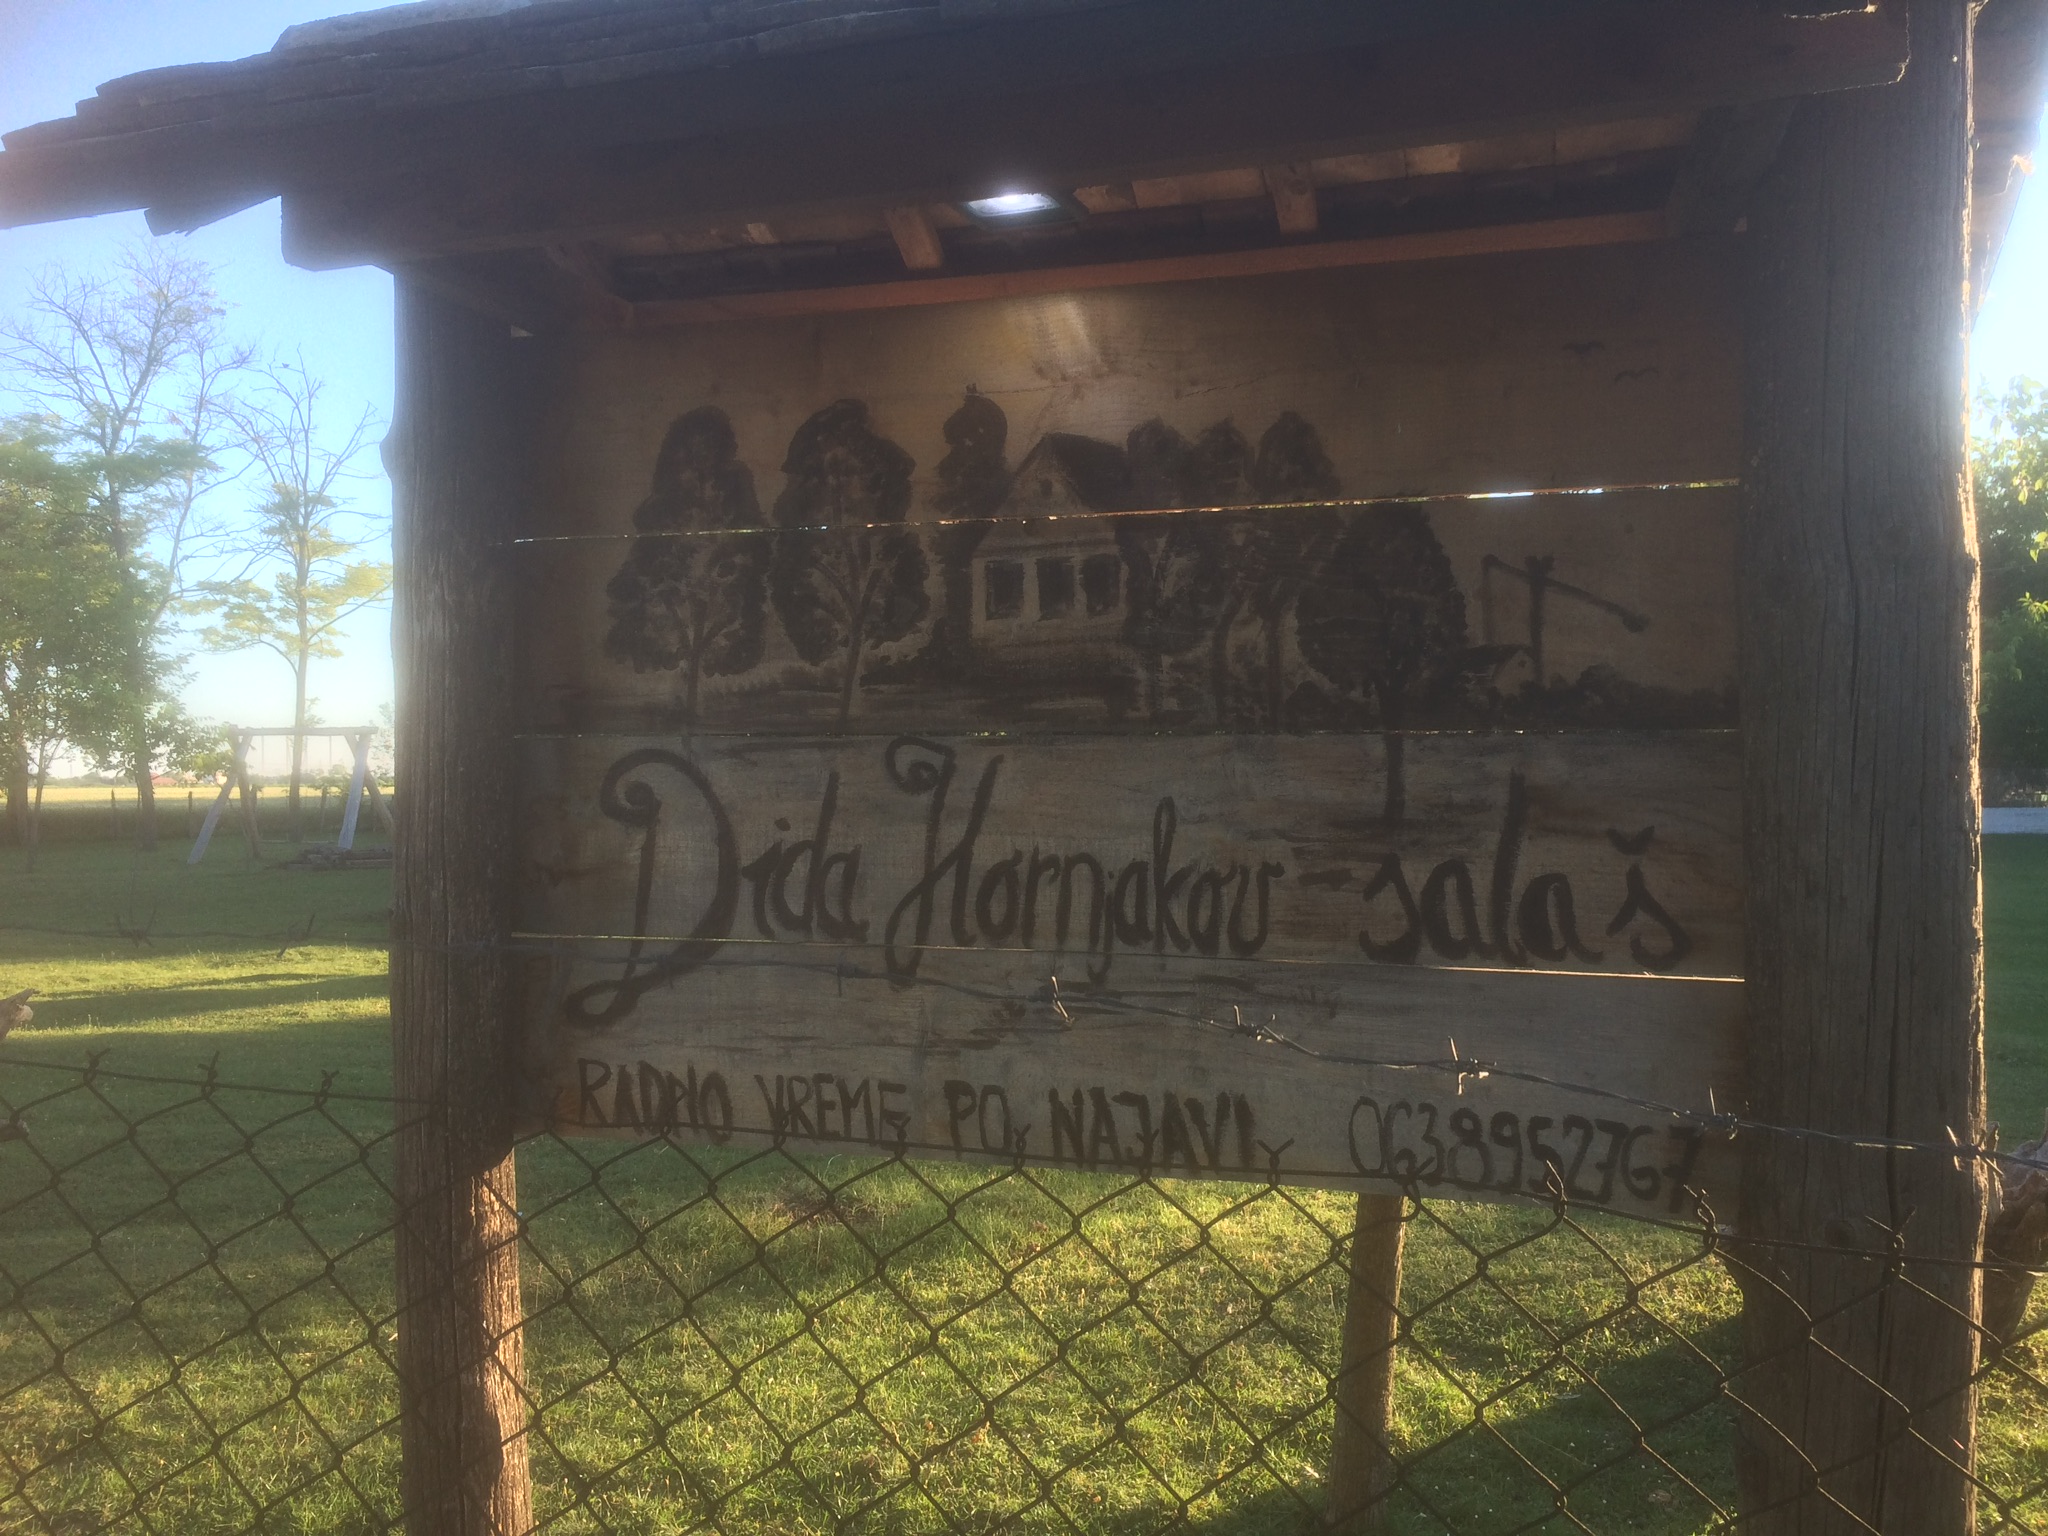 Dida Hornjakov-salaš
RADNO VREME PO NAJAVI 0638952767